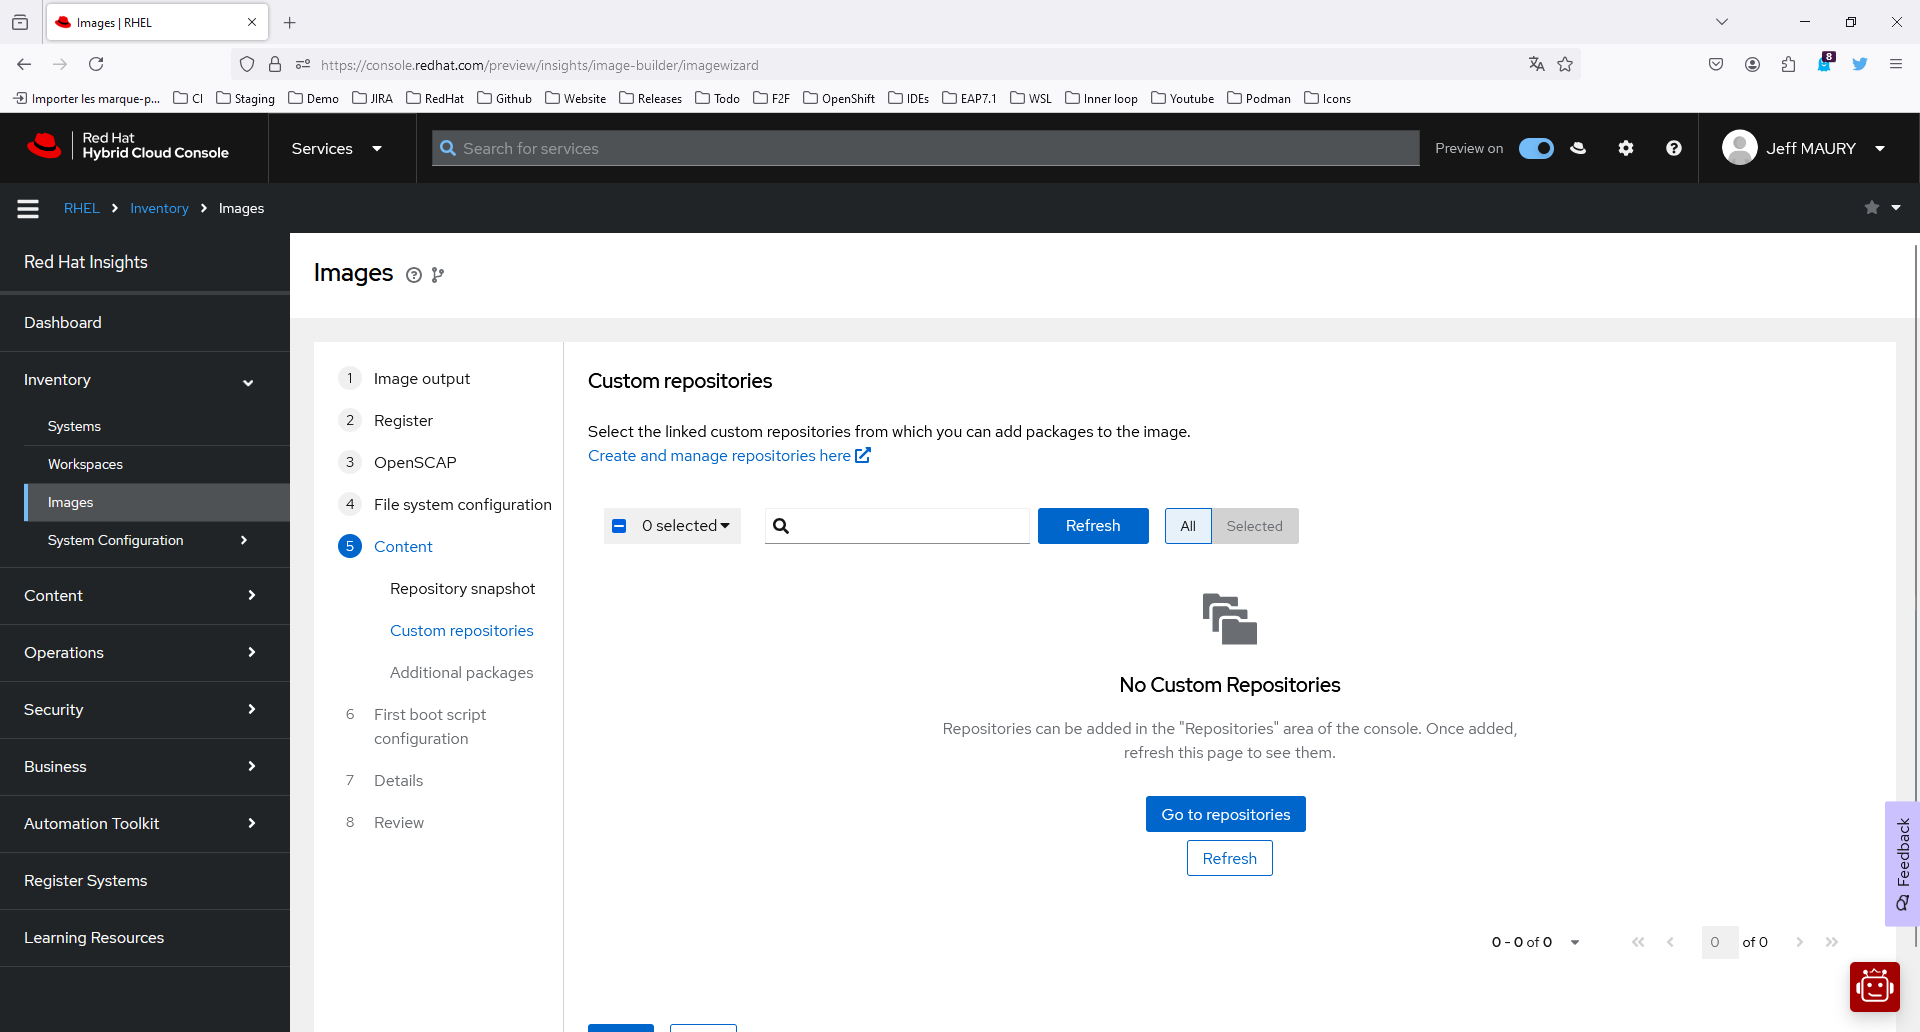 Images | RHEL
https://console.redhat.com/preview/insights/image-builder/imagewizard
8
Importer les marque-p...
CI
Staging
Demo
JIRA
RedHat
Github
Website
Releases
Todo
F2F
OpenShift
IDEs
EAP7.1
WSL
Inner loop
Youtube
Podman
Icons
Red Hat
Hybrid Cloud Console
Services
Search for services
Preview on
Jeff MAURY
RHEL
Inventory
Images
Red Hat Insights
Dashboard
Inventory
Systems
Workspaces
Images
System Configuration
Content
Operations
Security
Business
Automation Toolkit
Register Systems
Learning Resources
Images
1 Image output
2 Register
3 OpenSCAP
4 File system configuration
5 Content
Repository snapshot
Custom repositories
Additional packages
6 First boot script
configuration
7 Details
8 Review
Custom repositories
Select the linked custom repositories from which you can add packages to the image.
Create and manage repositories here
0 selected
Refresh
All
Selected
No Custom Repositories
Repositories can be added in the "Repositories" area of the console. Once added,
refresh this page to see them.
Go to repositories
Refresh
0 - 0 of 0
0 of 0
Feedback